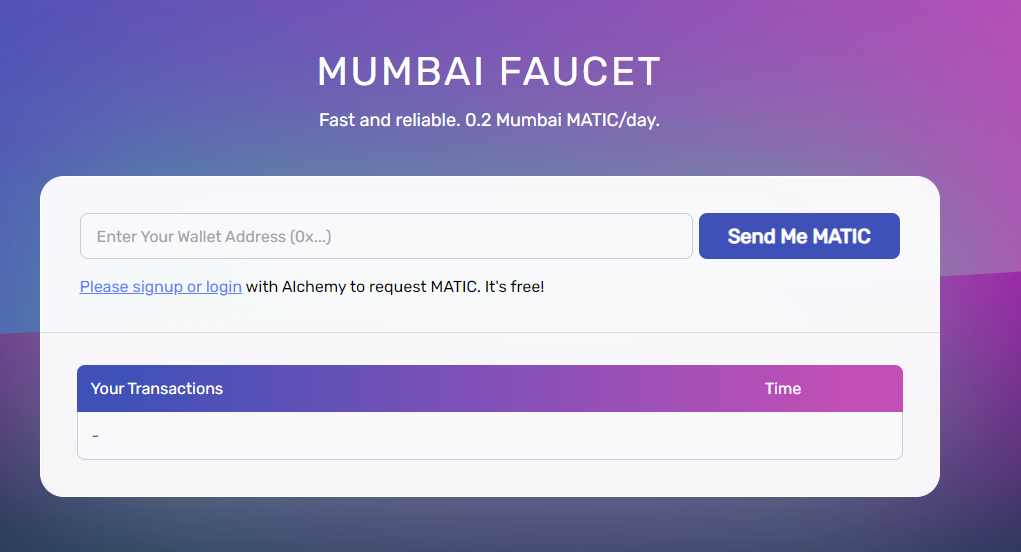 MUMBAI FAUCET
Fast and reliable. 0.2 Mumbai MATIC/day.
Enter Your Wallet Address (0x...) Send Me MATIC
Please signup or login with Alchemy to request MATIC. It's free!
Your Transactions Time
-